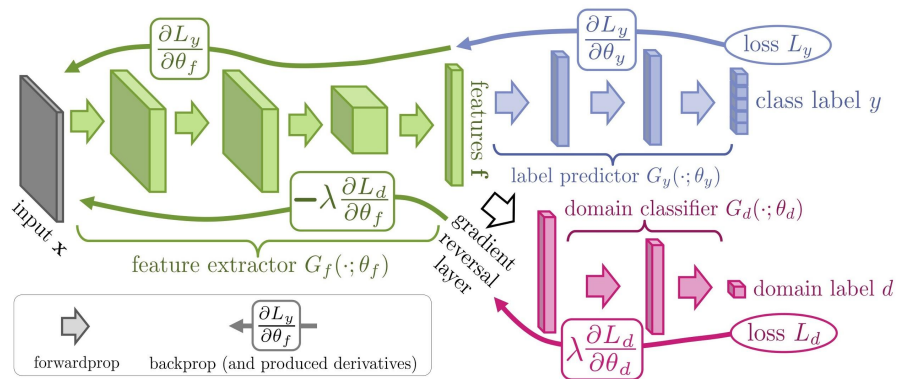 ∂L_y/∂θ_f
∂L_y/∂θ_y
loss L_y
input x
features f
class label y
label predictor G_y(·; θ_y)
−λ ∂L_d/∂θ_f
feature extractor G_f(·; θ_f)
gradient
reversal
layer
domain classifier G_d(·; θ_d)
domain label d
loss L_d
λ ∂L_d/∂θ_d
forwardprop
∂L_y/∂θ_f
backprop (and produced derivatives)